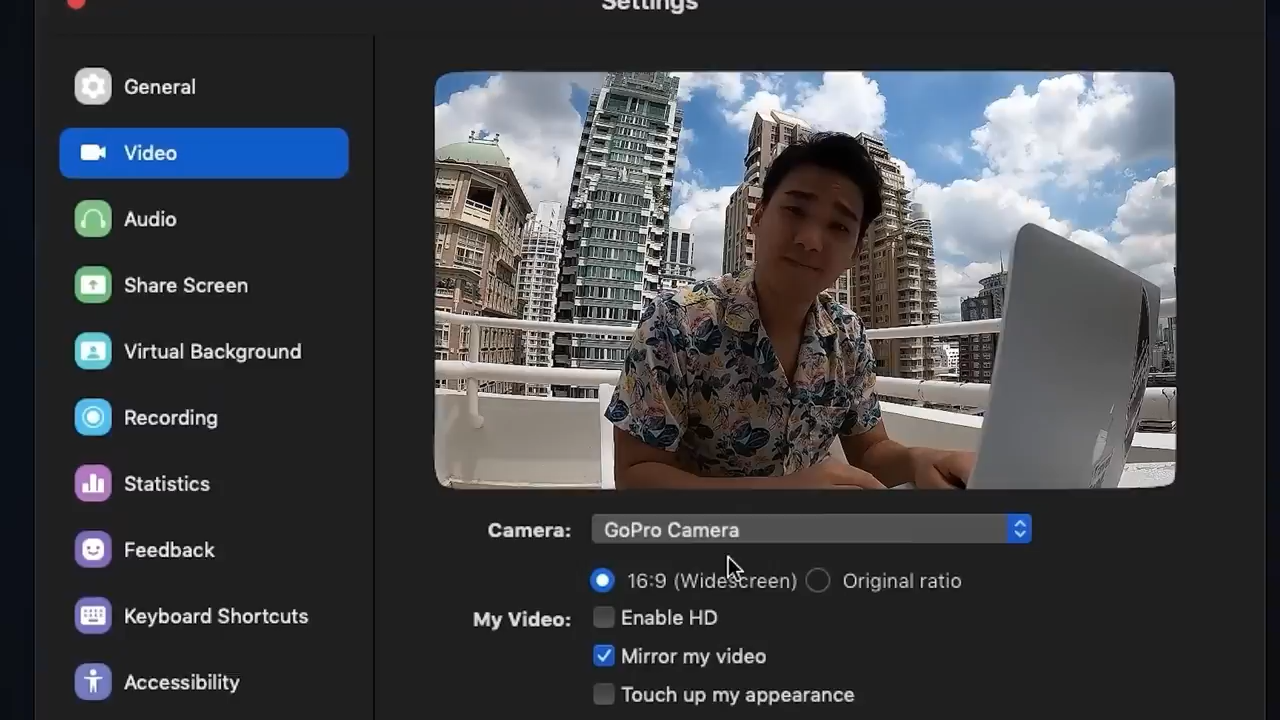 Settings
General
Video
Audio
Share Screen
Virtual Background
Recording
Statistics
Feedback
Keyboard Shortcuts
Accessibility
Camera: GoPro Camera
16:9 (Widescreen) Original ratio
My Video: Enable HD
Mirror my video
Touch up my appearance